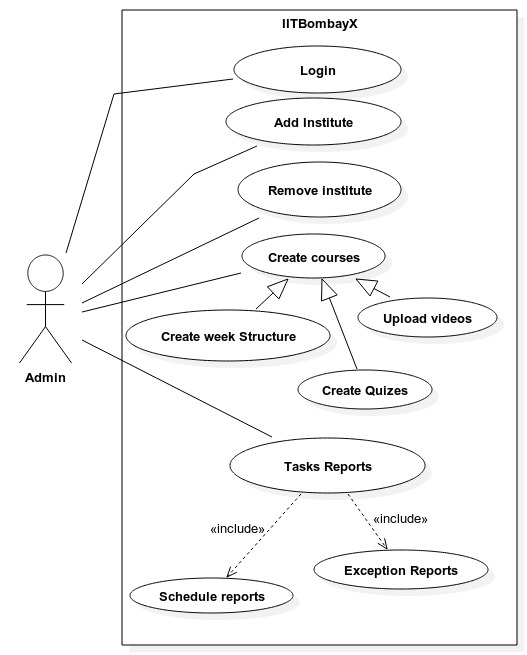 IITBombayX
Login
Add Institute
Remove institute
Create courses
Upload videos
Create week Structure
Create Quizes
Admin
Tasks Reports
«include»
«include»
Exception Reports
Schedule reports